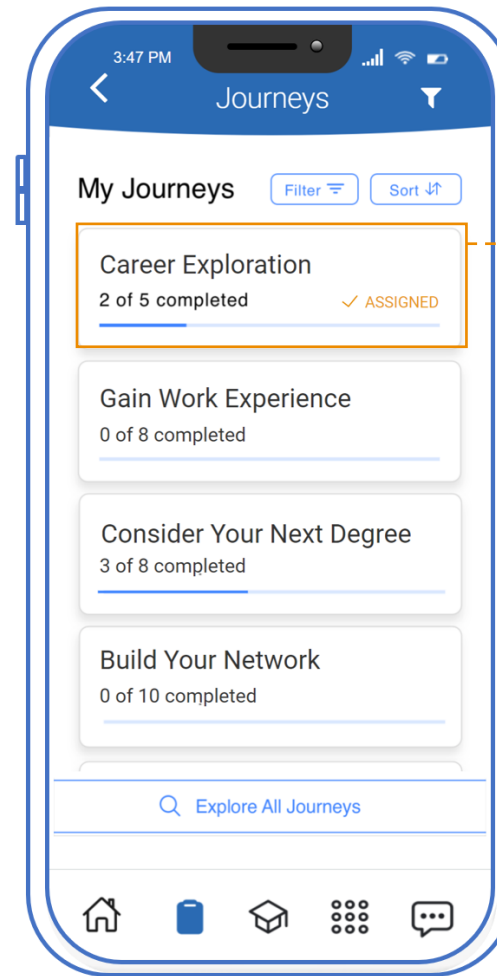 3:47 PM
Journeys
My Journeys
Filter
Sort
Career Exploration
2 of 5 completed
ASSIGNED
Gain Work Experience
0 of 8 completed
Consider Your Next Degree
3 of 8 completed
Build Your Network
0 of 10 completed
Explore All Journeys